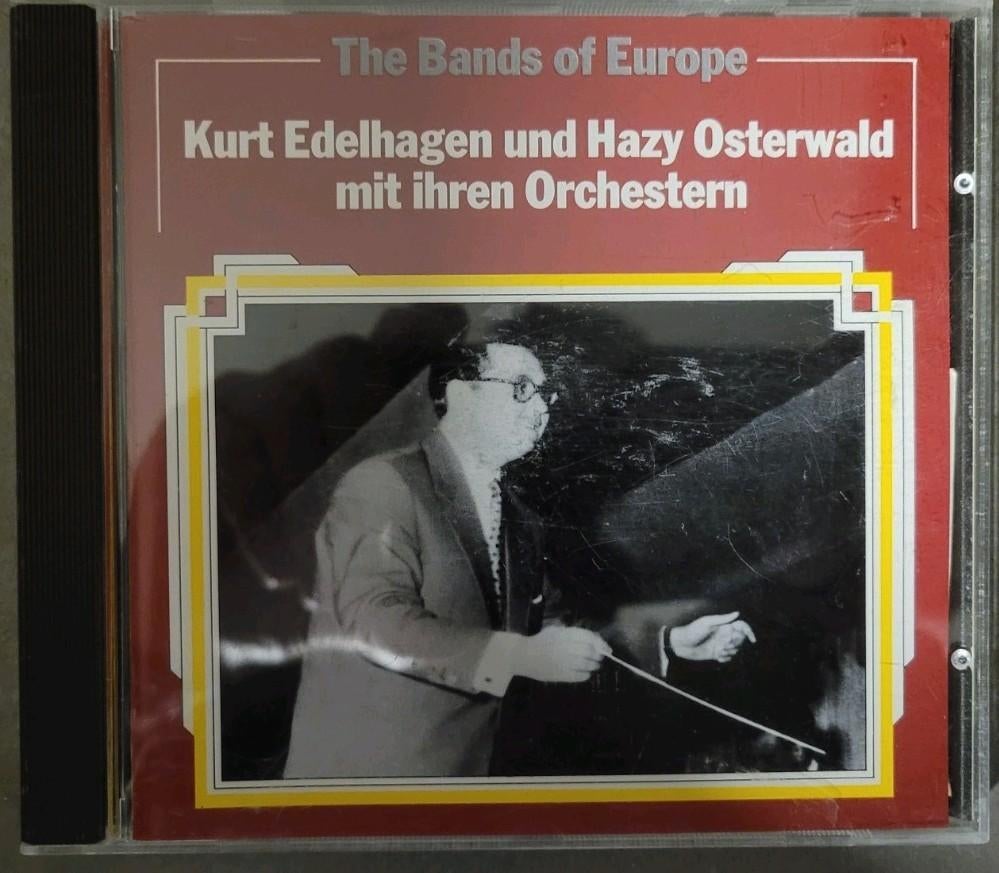 The Bands of Europe
Kurt Edelhagen und Hazy Osterwald
mit ihren Orchestern